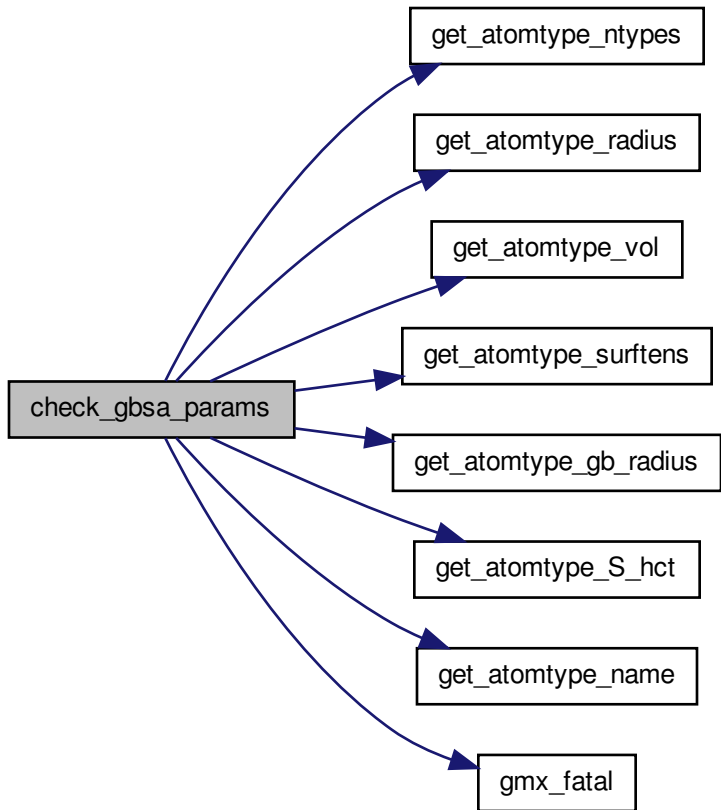 get_atomtype_ntypes
get_atomtype_radius
get_atomtype_vol
get_atomtype_surftens
check_gbsa_params
get_atomtype_gb_radius
get_atomtype_S_hct
get_atomtype_name
gmx_fatal